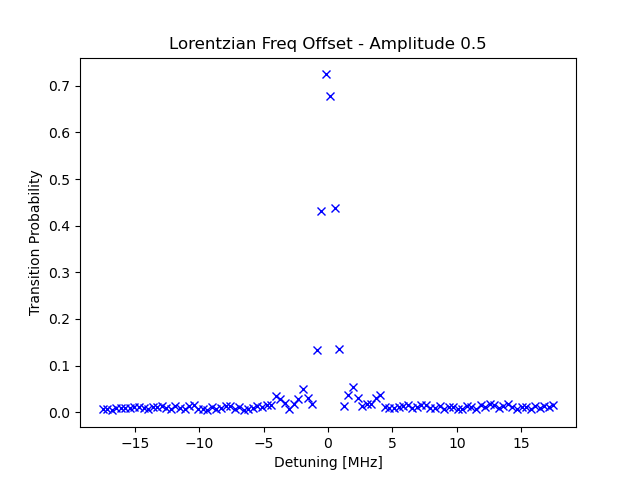 Lorentzian Freq Offset - Amplitude 0.5
Transition Probability
0.7
0.6
0.5
0.4
0.3
0.2
0.1
0.0
−15 −10 −5 0 5 10 15
Detuning [MHz]